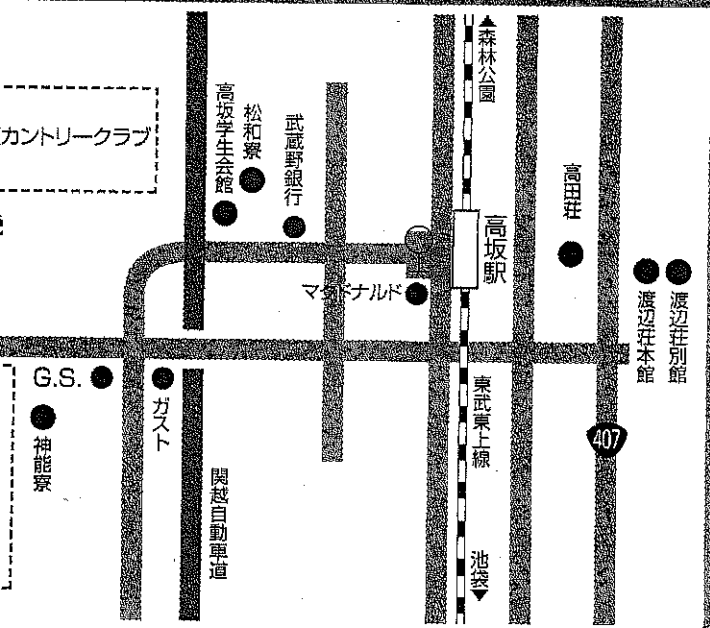 森林公園
カントリークラブ
高坂学生会館
松和寮
武蔵野銀行
高田荘
高坂駅
マクドナルド
渡辺荘本館
渡辺荘別館
G.S.
ガスト
神能寮
東武東上線
407
関越自動車道
池袋